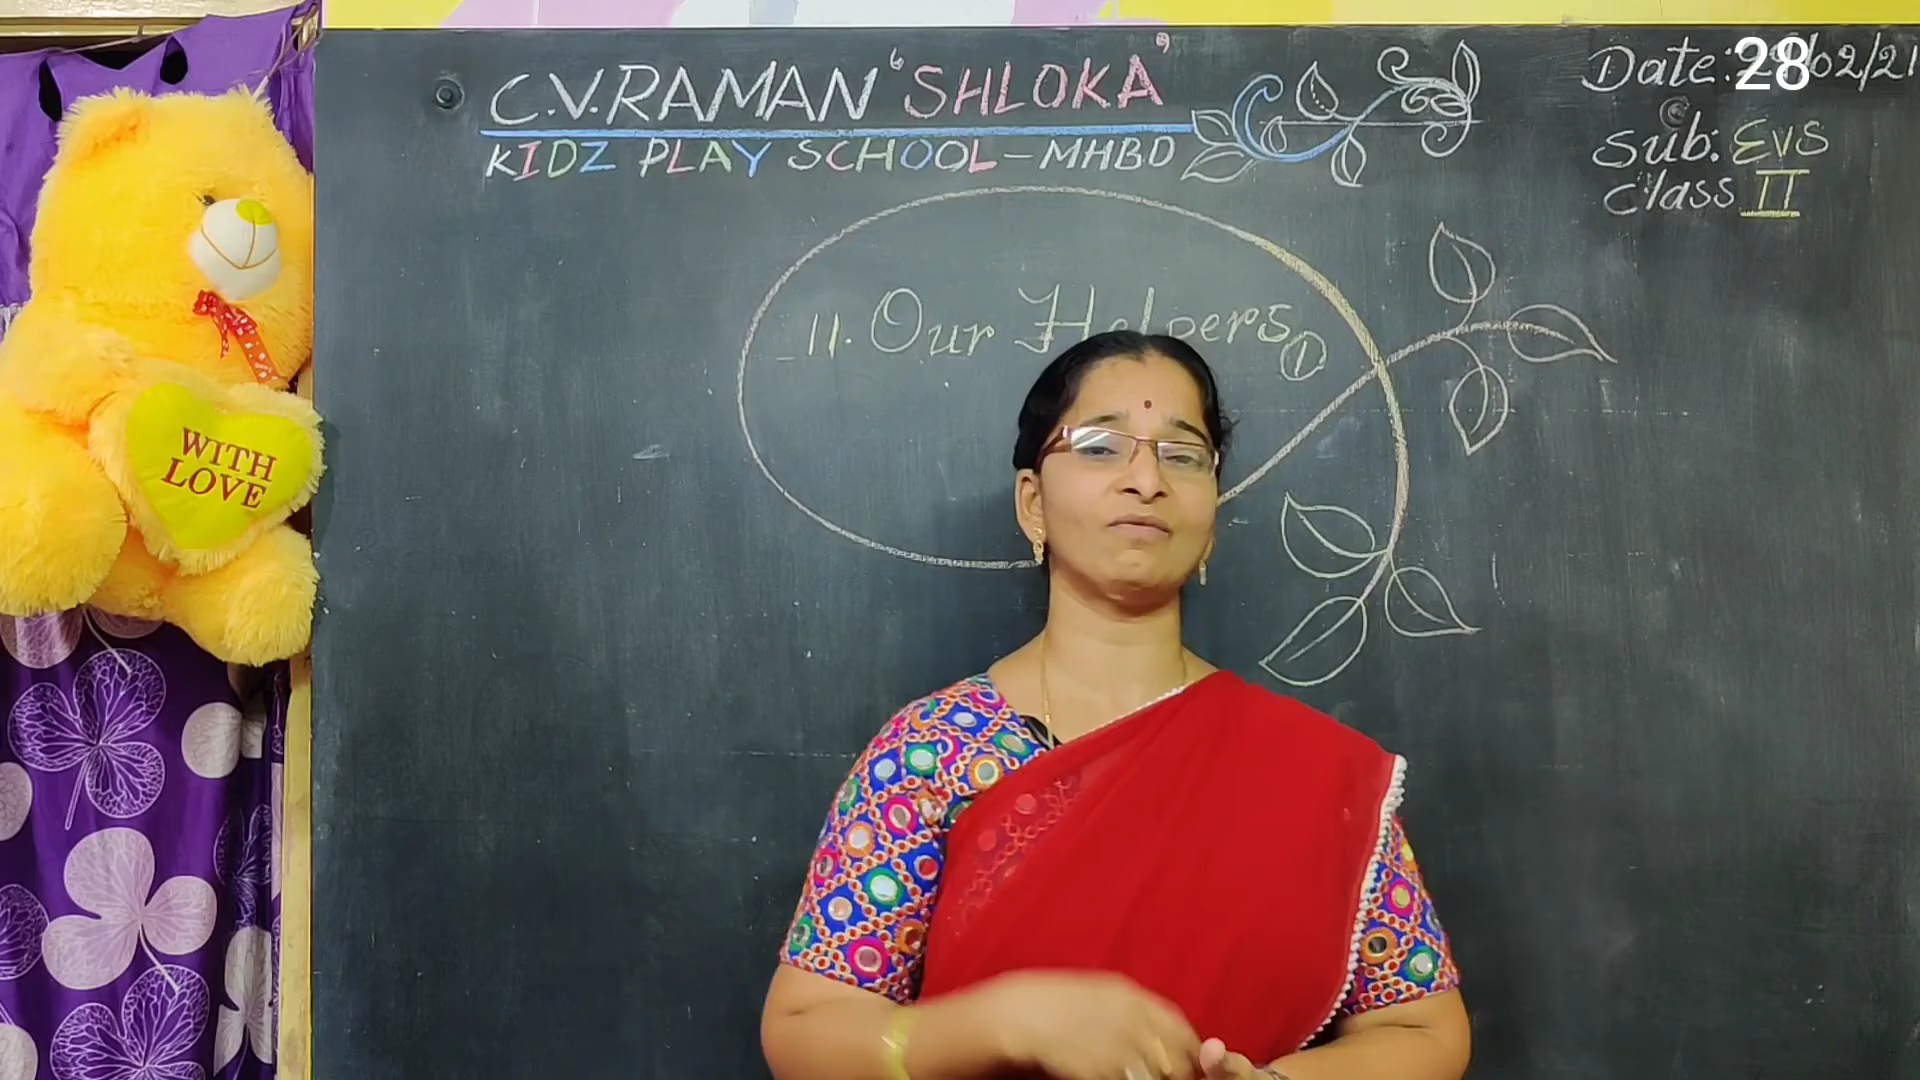 C.V.RAMAN "SHLOKA"
KIDZ PLAY SCHOOL - MHBD
Date: 28/02/21
Sub: EVS
Class II
11. Our Helpers 1
WITH
LOVE